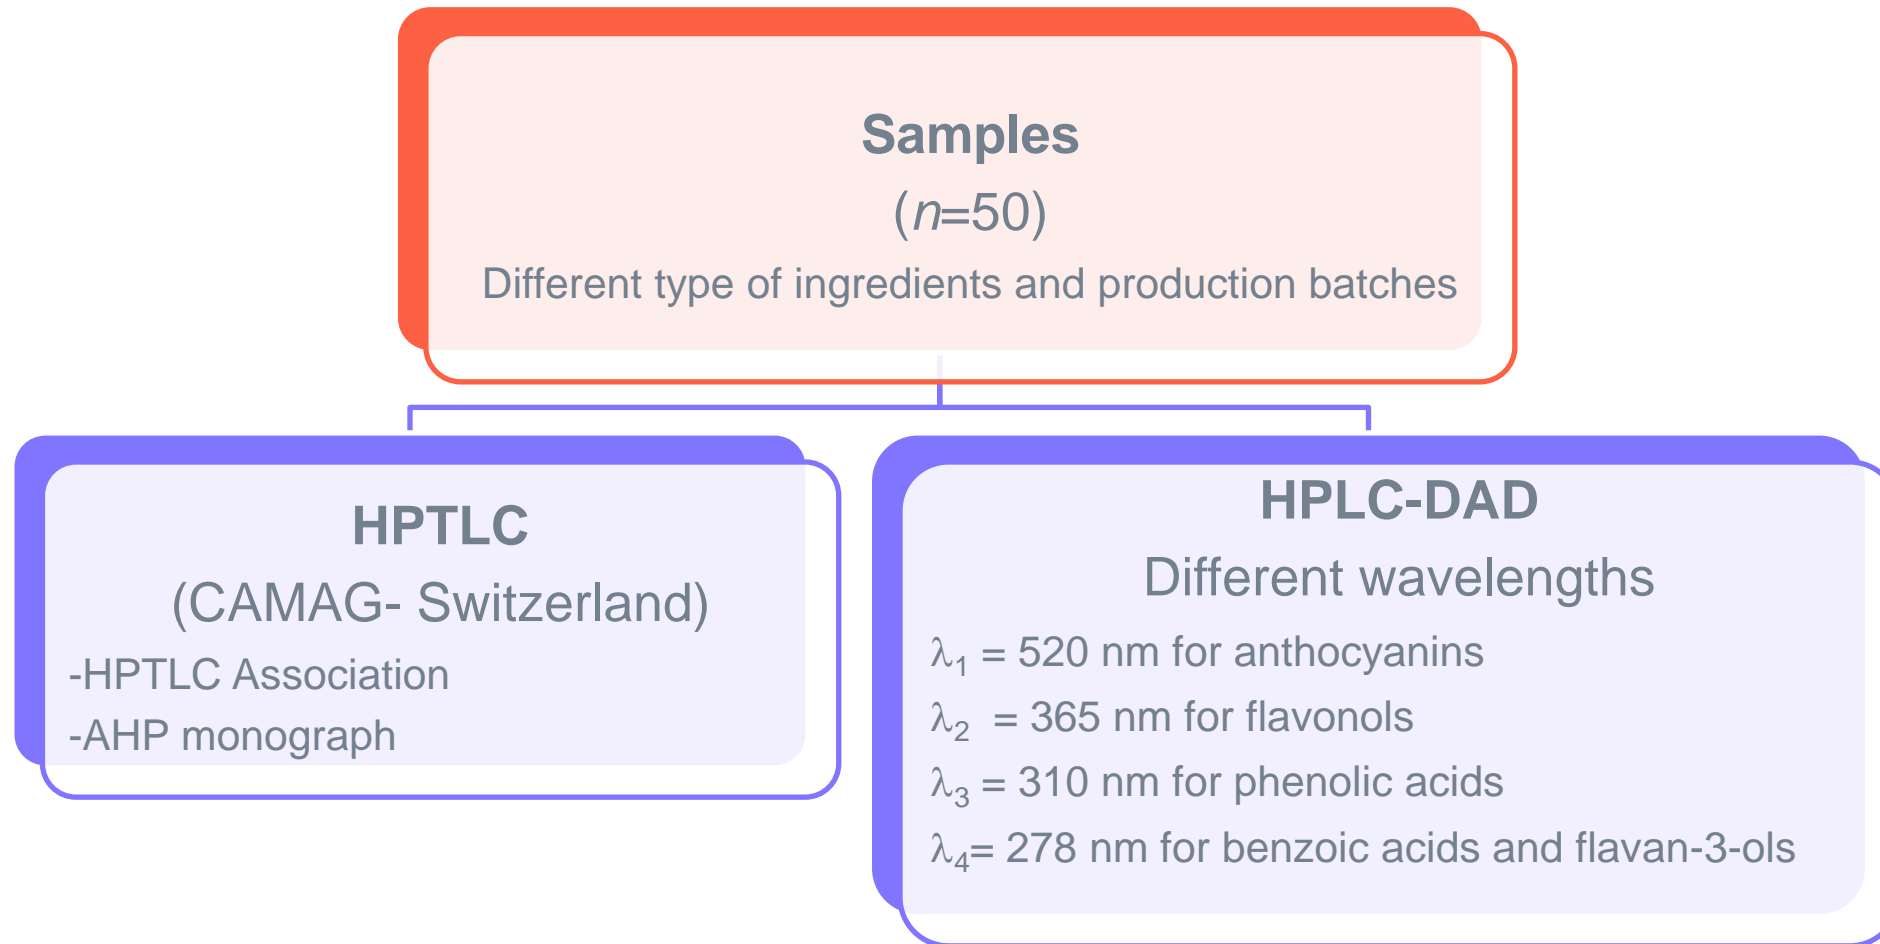 Samples
(n=50)
Different type of ingredients and production batches
HPTLC
(CAMAG- Switzerland)
-HPTLC Association
-AHP monograph
HPLC-DAD
Different wavelengths
λ₁ = 520 nm for anthocyanins
λ₂ = 365 nm for flavonols
λ₃ = 310 nm for phenolic acids
λ₄= 278 nm for benzoic acids and flavan-3-ols